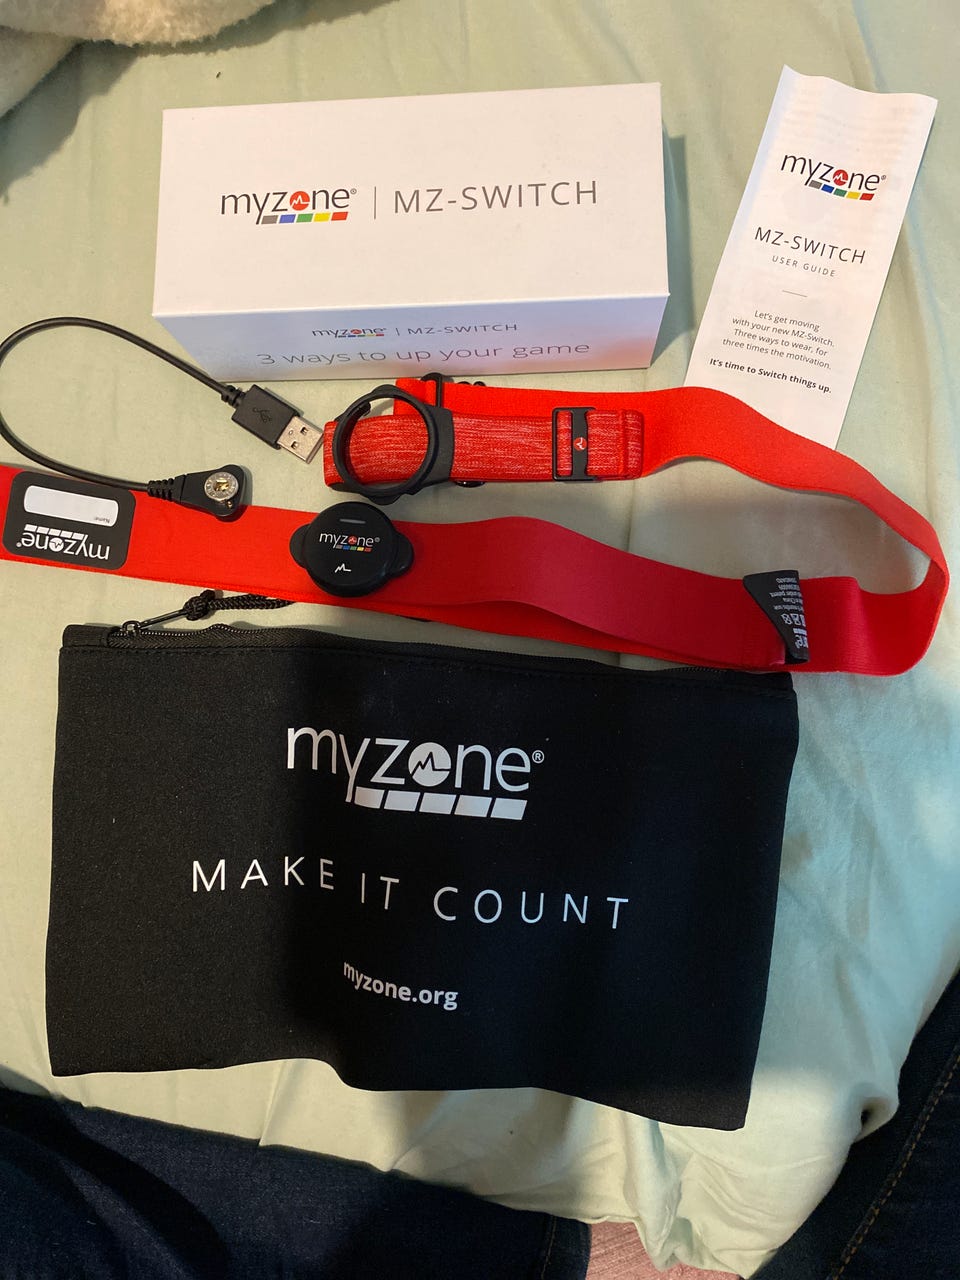 myzone® | MZ-SWITCH
myzone® | MZ-SWITCH
3 ways to up your game
myzone®
MZ-SWITCH
USER GUIDE
Let's get moving
with your new MZ-Switch.
Three ways to wear, for
three times the motivation.
It's time to Switch things up.
Name:
myzone
myzone®
myzone®
MAKE IT COUNT
myzone.org